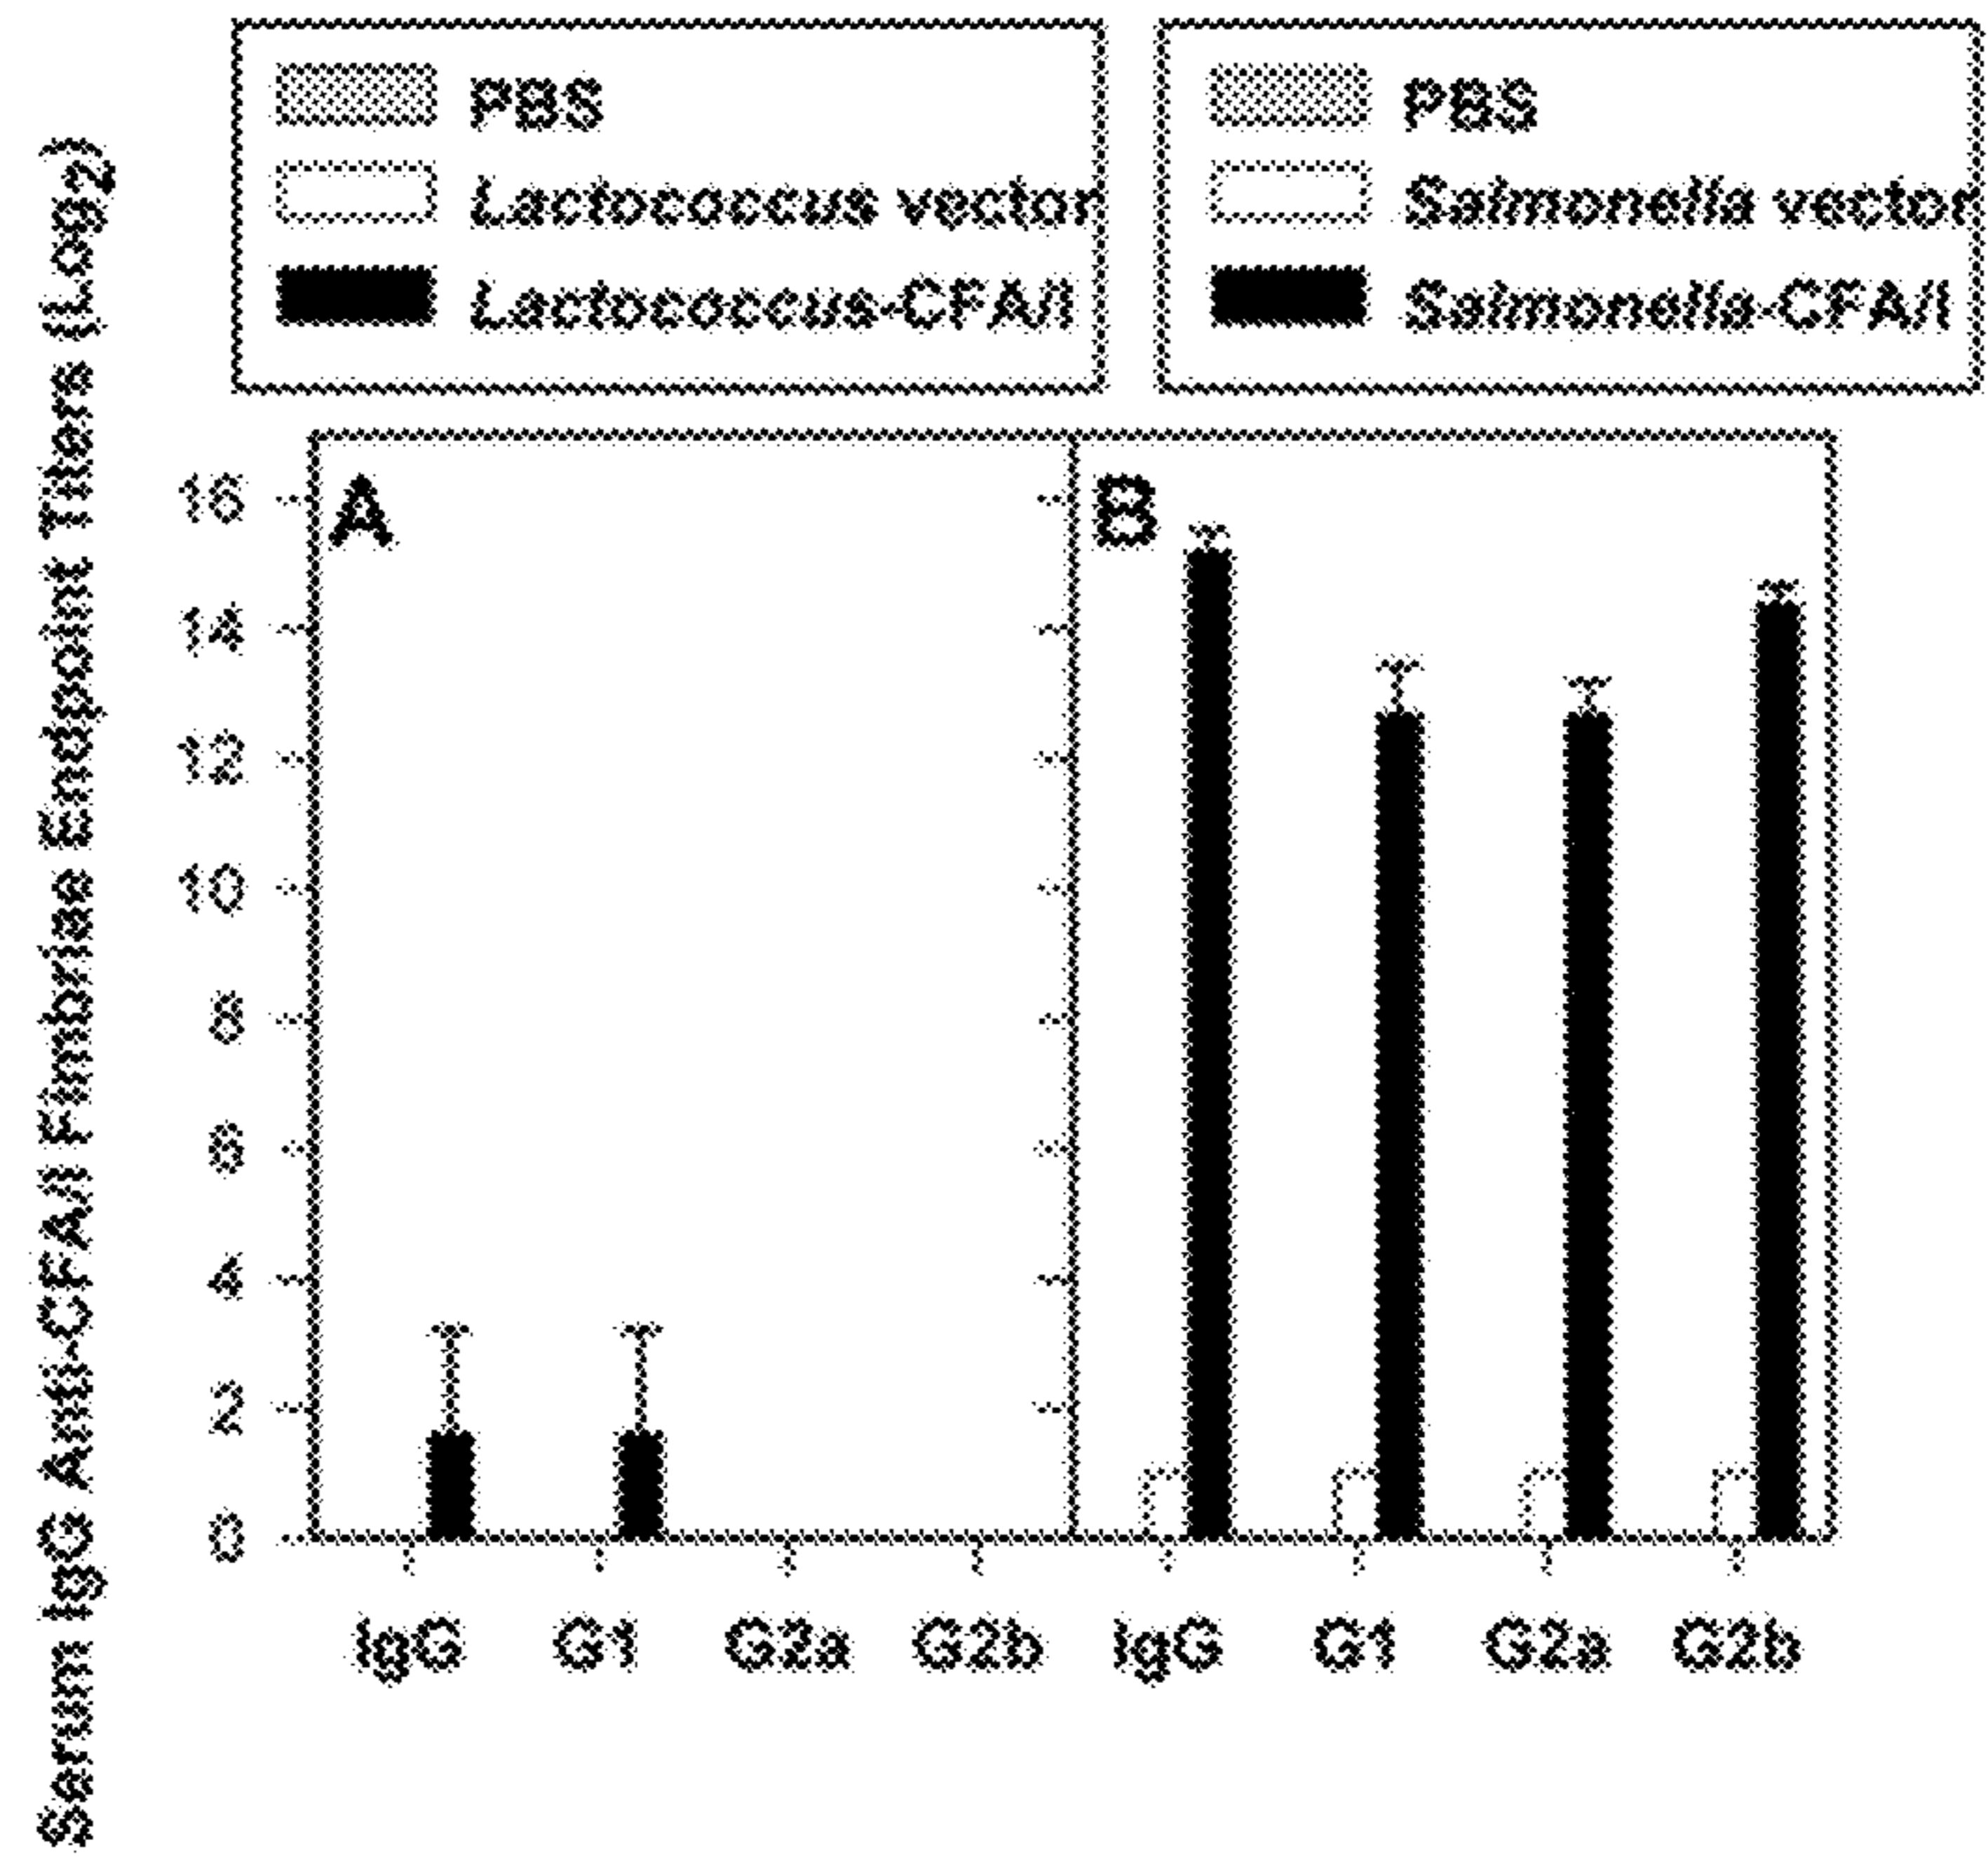 PBS
Lactococcus vector
Lactococcus-CFA/I
PBS
Salmonella vector
Salmonella-CFA/I
Serum IgG Anti-CFA/I Fimbriae Endpoint Titers (Log2)
A
B
16
14
12
10
8
6
4
2
0
IgG G1 G2a G2b IgG G1 G2a G2b